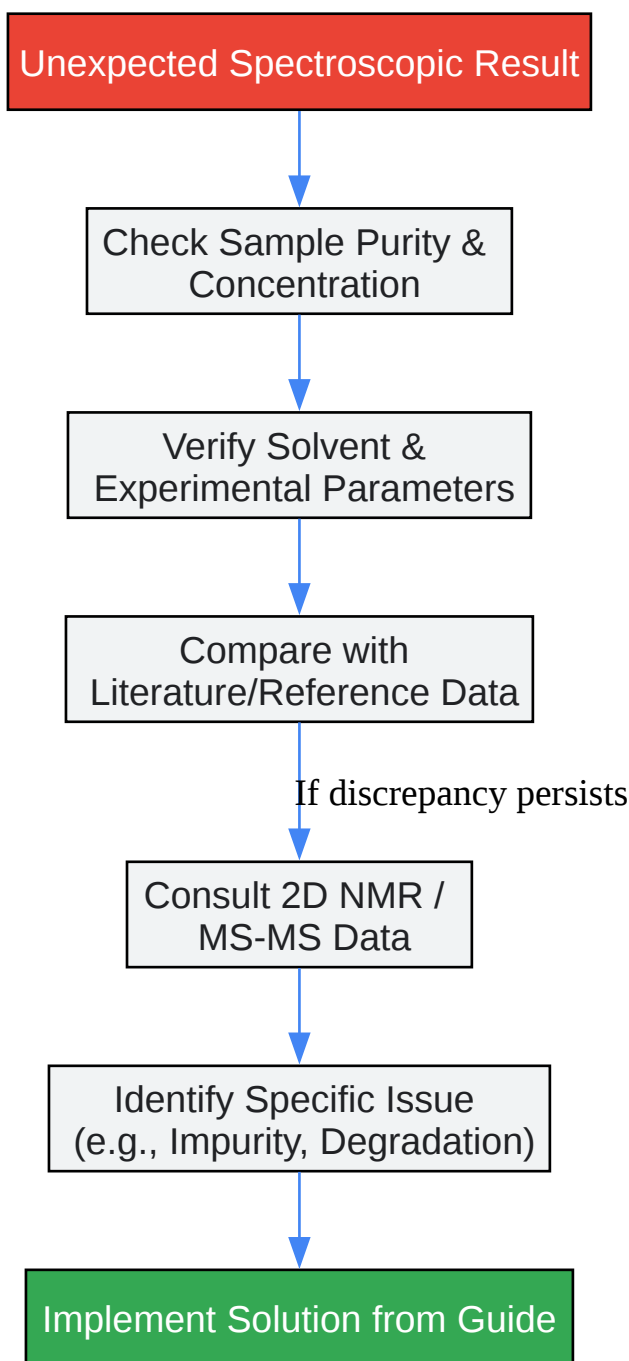 Unexpected Spectroscopic Result
Check Sample Purity &
Concentration
Verify Solvent &
Experimental Parameters
Compare with
Literature/Reference Data
If discrepancy persists
Consult 2D NMR /
MS-MS Data
Identify Specific Issue
(e.g., Impurity, Degradation)
Implement Solution from Guide